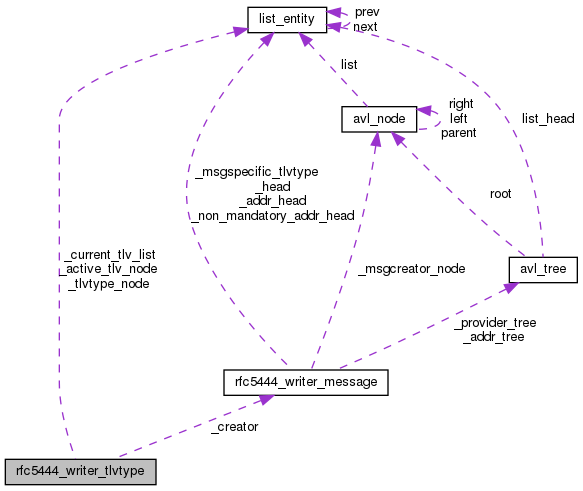 list_entity
prev
next
list
avl_node
right
left
parent
list_head
_msgspecific_tlvtype
_head
_addr_head
_non_mandatory_addr_head
root
_current_tlv_list
_active_tlv_node
_tlvtype_node
_msgcreator_node
avl_tree
_provider_tree
_addr_tree
rfc5444_writer_message
_creator
rfc5444_writer_tlvtype